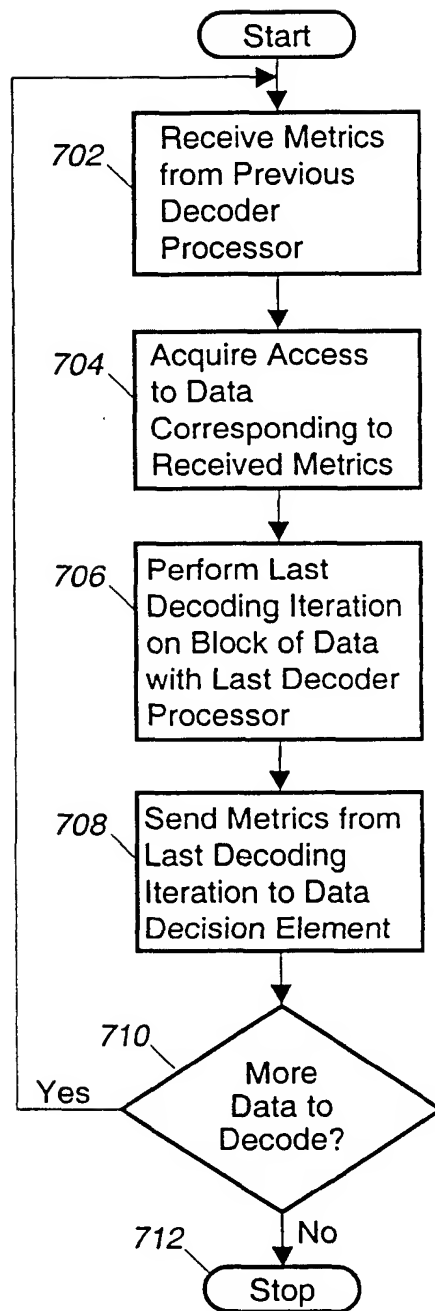 Start
702
Receive Metrics
from Previous
Decoder
Processor
704
Acquire Access
to Data
Corresponding to
Received Metrics
706
Perform Last
Decoding Iteration
on Block of Data
with Last Decoder
Processor
708
Send Metrics from
Last Decoding
Iteration to Data
Decision Element
710
Yes
More
Data to
Decode?
No
712
Stop